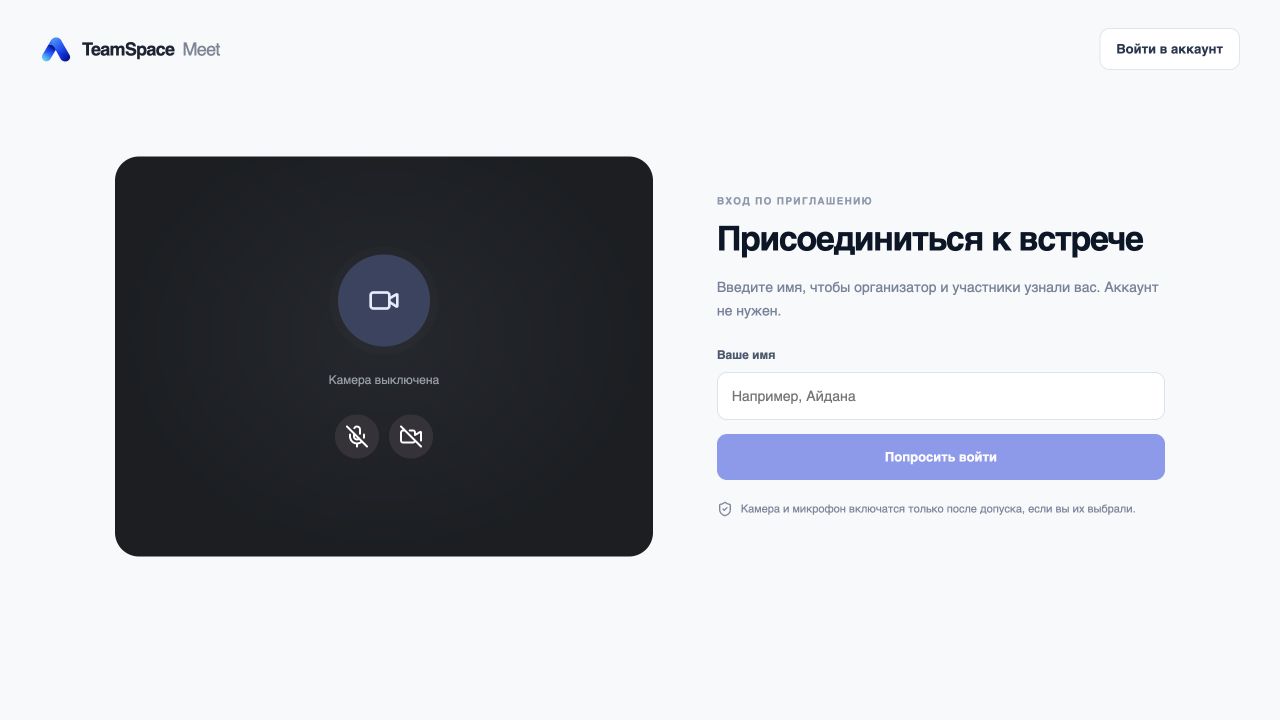 TeamSpace Meet
Войти в аккаунт
Камера выключена
ВХОД ПО ПРИГЛАШЕНИЮ
Присоединиться к встрече
Введите имя, чтобы организатор и участники узнали вас. Аккаунт
не нужен.
Ваше имя
Например, Айдана
Попросить войти
Камера и микрофон включатся только после допуска, если вы их выбрали.